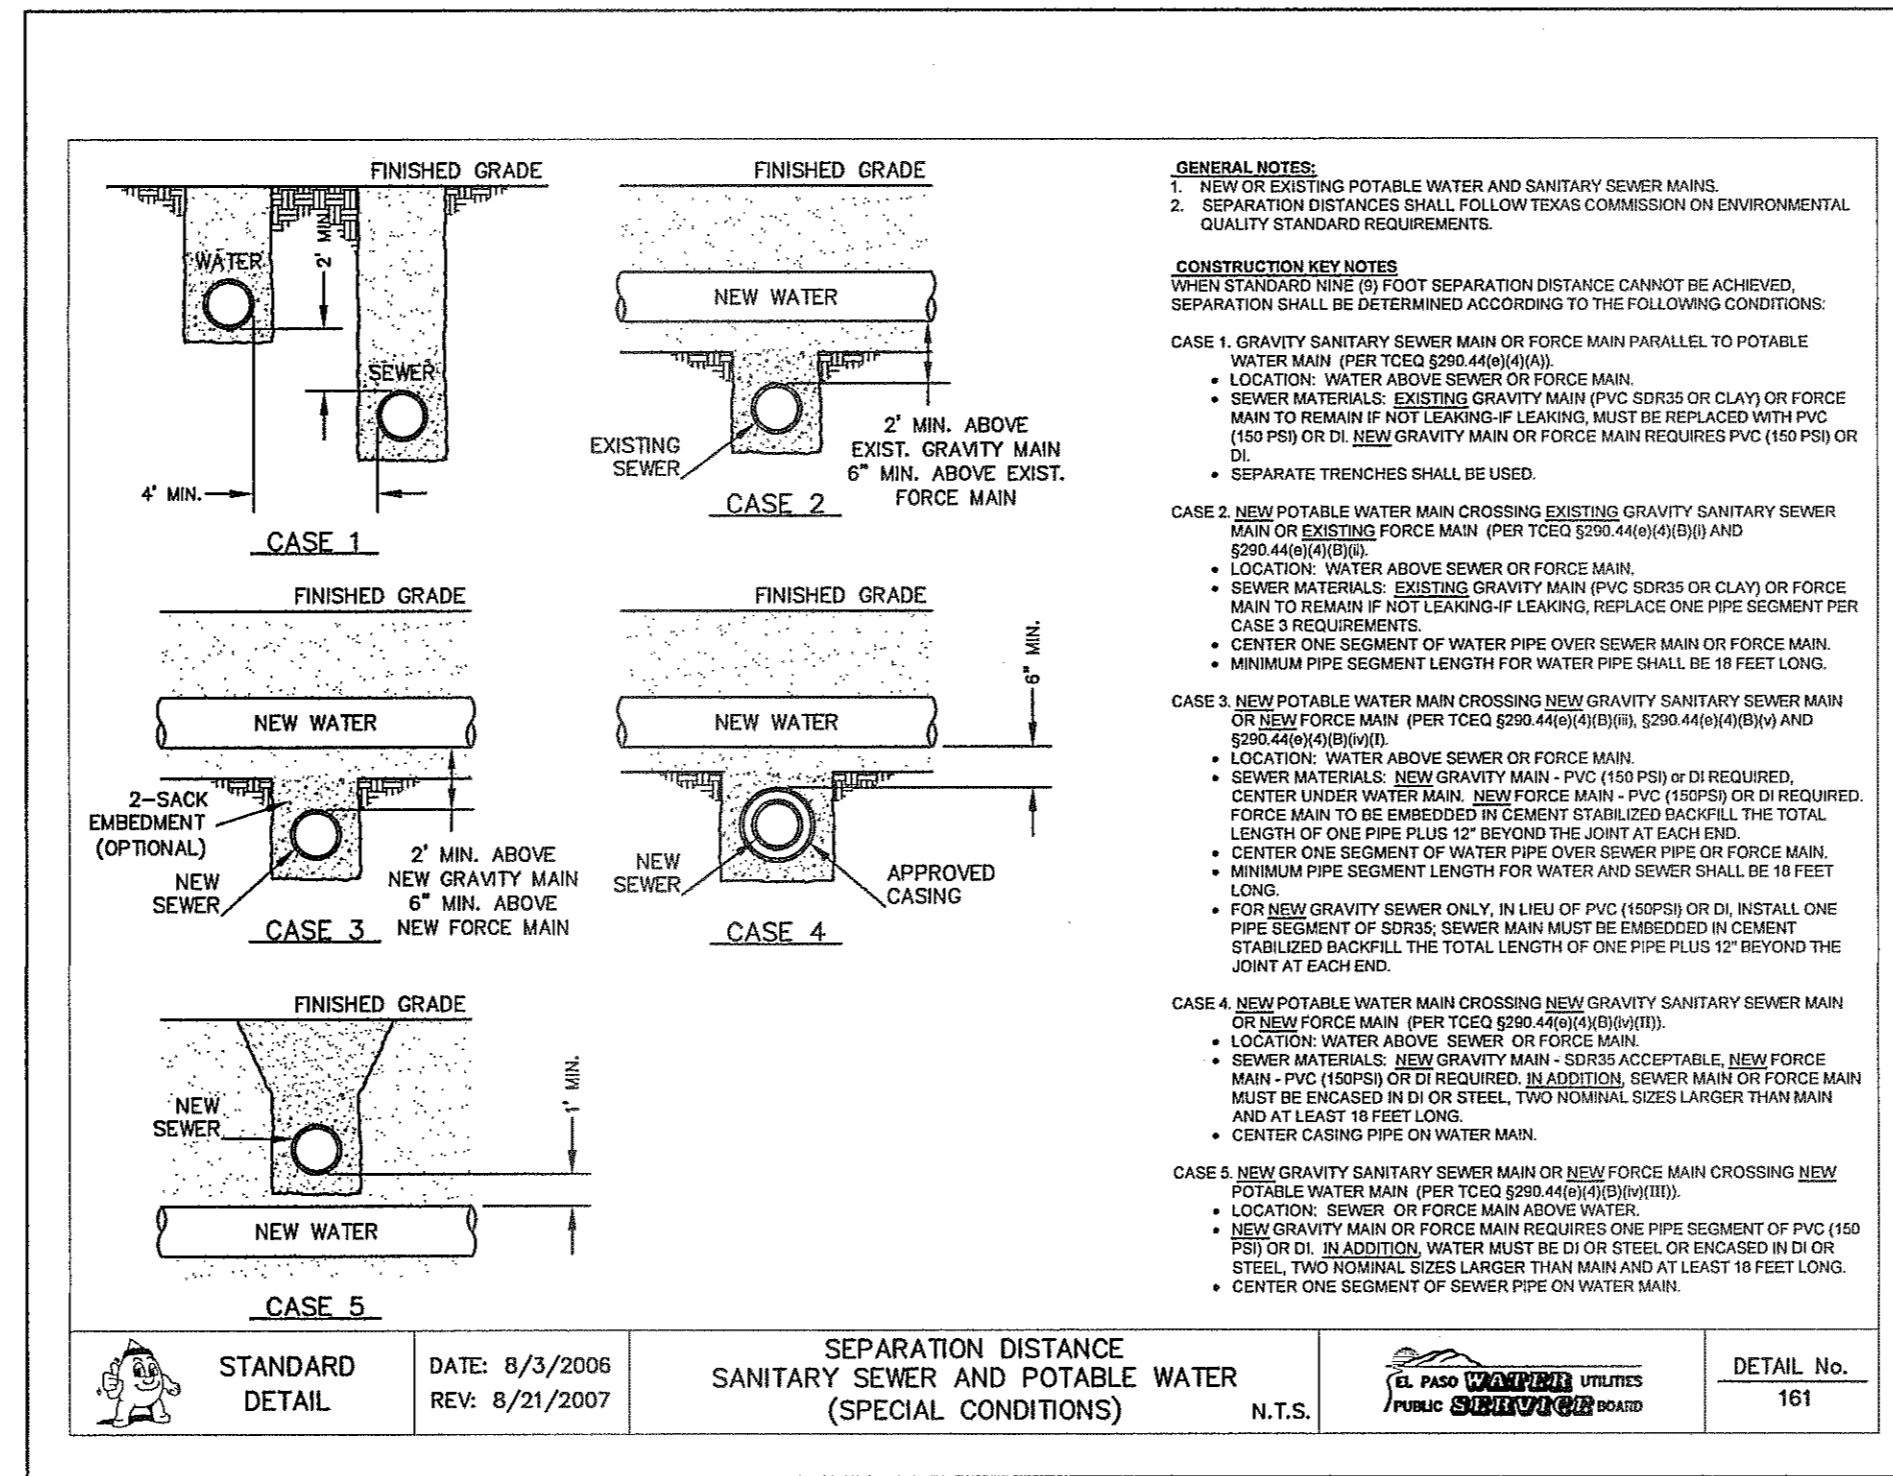 FINISHED GRADE
WATER
2' MIN.
SEWER
4' MIN.
CASE 1
FINISHED GRADE
NEW WATER
EXISTING
SEWER
2' MIN. ABOVE
EXIST. GRAVITY MAIN
6" MIN. ABOVE EXIST.
FORCE MAIN
CASE 2
FINISHED GRADE
NEW WATER
2-SACK
EMBEDMENT
(OPTIONAL)
NEW
SEWER
2' MIN. ABOVE
NEW GRAVITY MAIN
6" MIN. ABOVE
NEW FORCE MAIN
CASE 3
FINISHED GRADE
6" MIN.
NEW WATER
NEW
SEWER
APPROVED
CASING
CASE 4
FINISHED GRADE
NEW
SEWER
1' MIN.
NEW WATER
CASE 5
GENERAL NOTES:
1. NEW OR EXISTING POTABLE WATER AND SANITARY SEWER MAINS.
2. SEPARATION DISTANCES SHALL FOLLOW TEXAS COMMISSION ON ENVIRONMENTAL
QUALITY STANDARD REQUIREMENTS.
CONSTRUCTION KEY NOTES
WHEN STANDARD NINE (9) FOOT SEPARATION DISTANCE CANNOT BE ACHIEVED,
SEPARATION SHALL BE DETERMINED ACCORDING TO THE FOLLOWING CONDITIONS:
CASE 1. GRAVITY SANITARY SEWER MAIN OR FORCE MAIN PARALLEL TO POTABLE
WATER MAIN (PER TCEQ §290.44(e)(4)(A)).
• LOCATION: WATER ABOVE SEWER OR FORCE MAIN.
• SEWER MATERIALS: EXISTING GRAVITY MAIN (PVC SDR35 OR CLAY) OR FORCE
MAIN TO REMAIN IF NOT LEAKING-IF LEAKING, MUST BE REPLACED WITH PVC
(150 PSI) OR DI. NEW GRAVITY MAIN OR FORCE MAIN REQUIRES PVC (150 PSI) OR
DI.
• SEPARATE TRENCHES SHALL BE USED.
CASE 2. NEW POTABLE WATER MAIN CROSSING EXISTING GRAVITY SANITARY SEWER
MAIN OR EXISTING FORCE MAIN (PER TCEQ §290.44(e)(4)(B)(i) AND
§290.44(e)(4)(B)(ii).
• LOCATION: WATER ABOVE SEWER OR FORCE MAIN.
• SEWER MATERIALS: EXISTING GRAVITY MAIN (PVC SDR35 OR CLAY) OR FORCE
MAIN TO REMAIN IF NOT LEAKING-IF LEAKING, REPLACE ONE PIPE SEGMENT PER
CASE 3 REQUIREMENTS.
• CENTER ONE SEGMENT OF WATER PIPE OVER SEWER MAIN OR FORCE MAIN.
• MINIMUM PIPE SEGMENT LENGTH FOR WATER PIPE SHALL BE 18 FEET LONG.
CASE 3. NEW POTABLE WATER MAIN CROSSING NEW GRAVITY SANITARY SEWER MAIN
OR NEW FORCE MAIN (PER TCEQ §290.44(e)(4)(B)(iii), §290.44(e)(4)(B)(v) AND
§290.44(e)(4)(B)(iv)(I).
• LOCATION: WATER ABOVE SEWER OR FORCE MAIN.
• SEWER MATERIALS: NEW GRAVITY MAIN - PVC (150 PSI) or DI REQUIRED,
CENTER UNDER WATER MAIN. NEW FORCE MAIN - PVC (150PSI) OR DI REQUIRED.
FORCE MAIN TO BE EMBEDDED IN CEMENT STABILIZED BACKFILL THE TOTAL
LENGTH OF ONE PIPE PLUS 12" BEYOND THE JOINT AT EACH END.
• CENTER ONE SEGMENT OF WATER PIPE OVER SEWER PIPE OR FORCE MAIN.
• MINIMUM PIPE SEGMENT LENGTH FOR WATER AND SEWER SHALL BE 18 FEET
LONG.
• FOR NEW GRAVITY SEWER ONLY, IN LIEU OF PVC (150PSI) OR DI, INSTALL ONE
PIPE SEGMENT OF SDR35; SEWER MAIN MUST BE EMBEDDED IN CEMENT
STABILIZED BACKFILL THE TOTAL LENGTH OF ONE PIPE PLUS 12" BEYOND THE
JOINT AT EACH END.
CASE 4. NEW POTABLE WATER MAIN CROSSING NEW GRAVITY SANITARY SEWER MAIN
OR NEW FORCE MAIN (PER TCEQ §290.44(e)(4)(B)(iv)(II)).
• LOCATION: WATER ABOVE SEWER OR FORCE MAIN.
• SEWER MATERIALS: NEW GRAVITY MAIN - SDR35 ACCEPTABLE, NEW FORCE
MAIN - PVC (150PSI) OR DI REQUIRED. IN ADDITION, SEWER MAIN OR FORCE MAIN
MUST BE ENCASED IN DI OR STEEL, TWO NOMINAL SIZES LARGER THAN MAIN
AND AT LEAST 18 FEET LONG.
• CENTER CASING PIPE ON WATER MAIN.
CASE 5. NEW GRAVITY SANITARY SEWER MAIN OR NEW FORCE MAIN CROSSING NEW
POTABLE WATER MAIN (PER TCEQ §290.44(e)(4)(B)(iv)(III)).
• LOCATION: SEWER OR FORCE MAIN ABOVE WATER.
• NEW GRAVITY MAIN OR FORCE MAIN REQUIRES ONE PIPE SEGMENT OF PVC (150
PSI) OR DI. IN ADDITION, WATER MUST BE DI OR STEEL OR ENCASED IN DI OR
STEEL, TWO NOMINAL SIZES LARGER THAN MAIN AND AT LEAST 18 FEET LONG.
• CENTER ONE SEGMENT OF SEWER PIPE ON WATER MAIN.
STANDARD
DETAIL
DATE: 8/3/2006
REV: 8/21/2007
SEPARATION DISTANCE
SANITARY SEWER AND POTABLE WATER
(SPECIAL CONDITIONS)
N.T.S.
EL PASO WATER UTILITIES
PUBLIC SERVICE BOARD
DETAIL No.
161